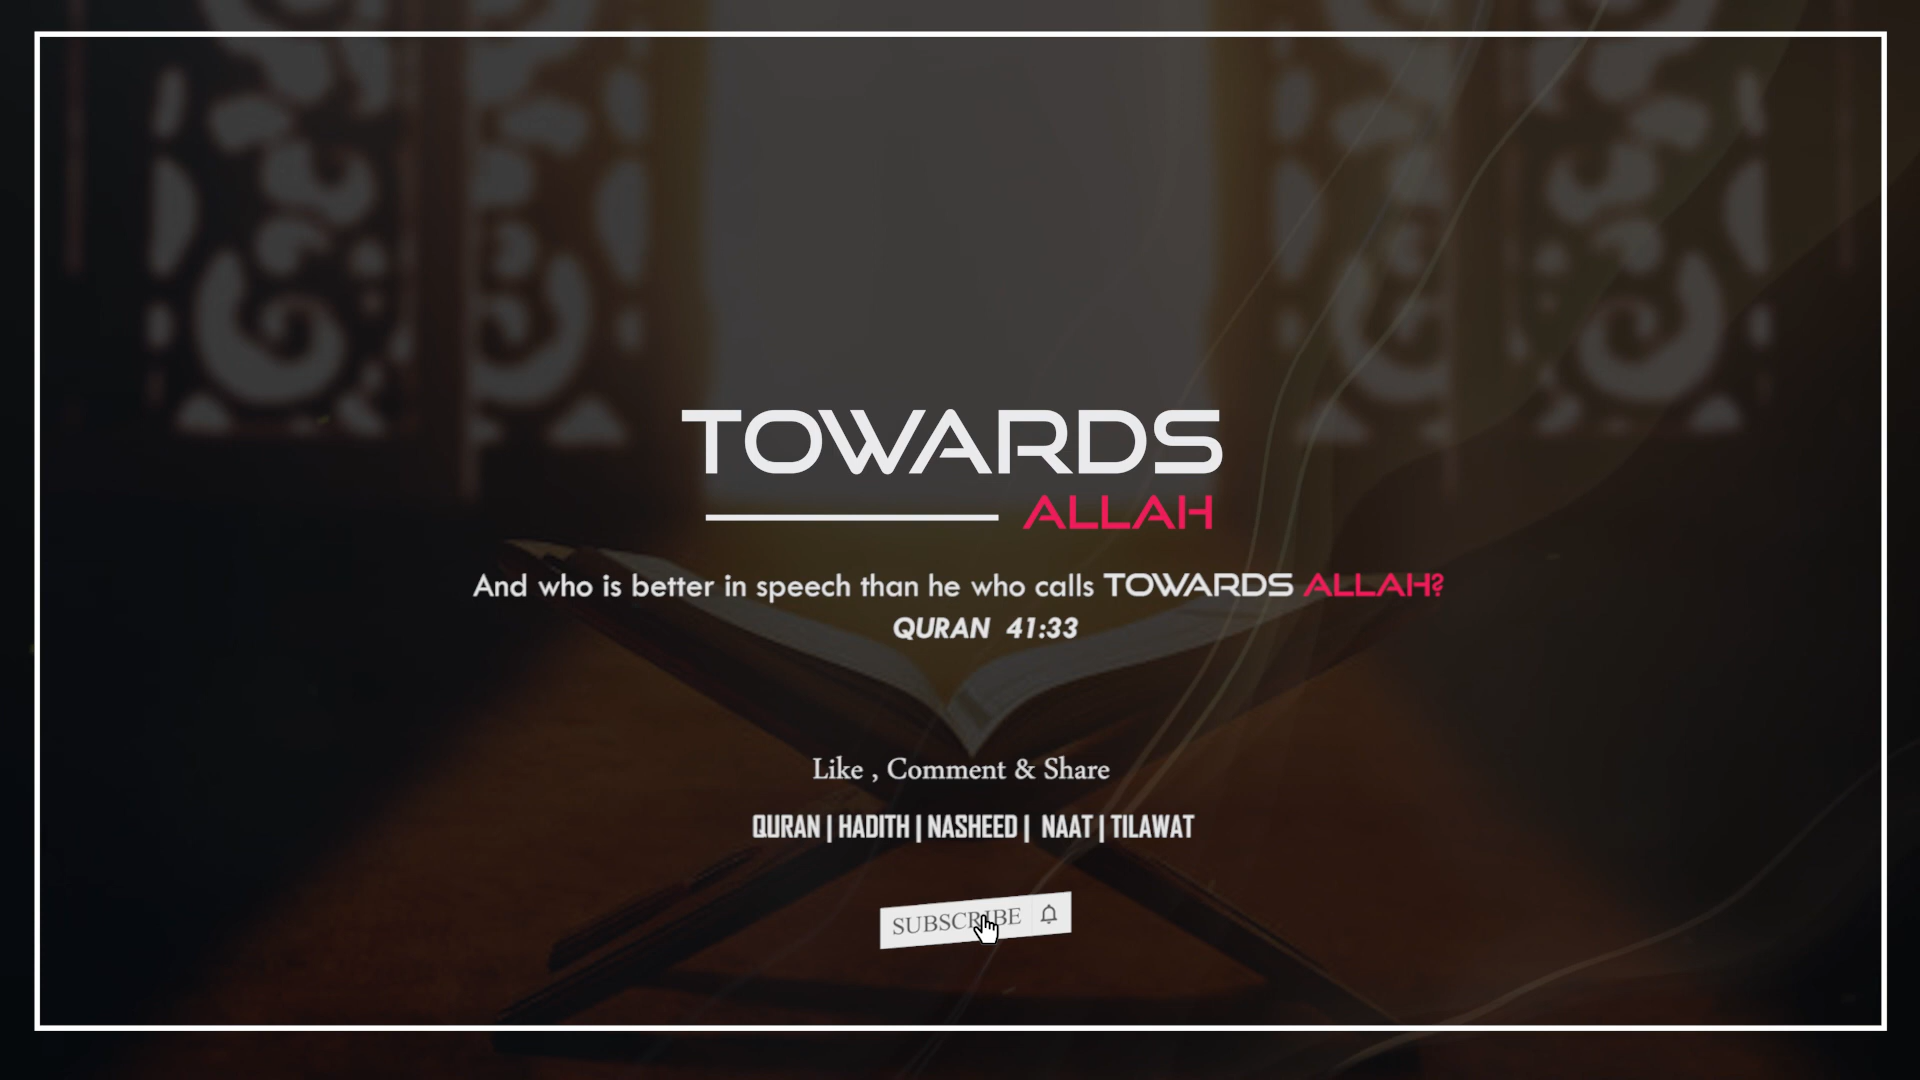 TOWARDS
ALLAH
And who is better in speech than he who calls TOWARDS ALLAH?
QURAN 41:33
Like , Comment & Share
QURAN | HADITH | NASHEED | NAAT | TILAWAT
SUBSCRIBE